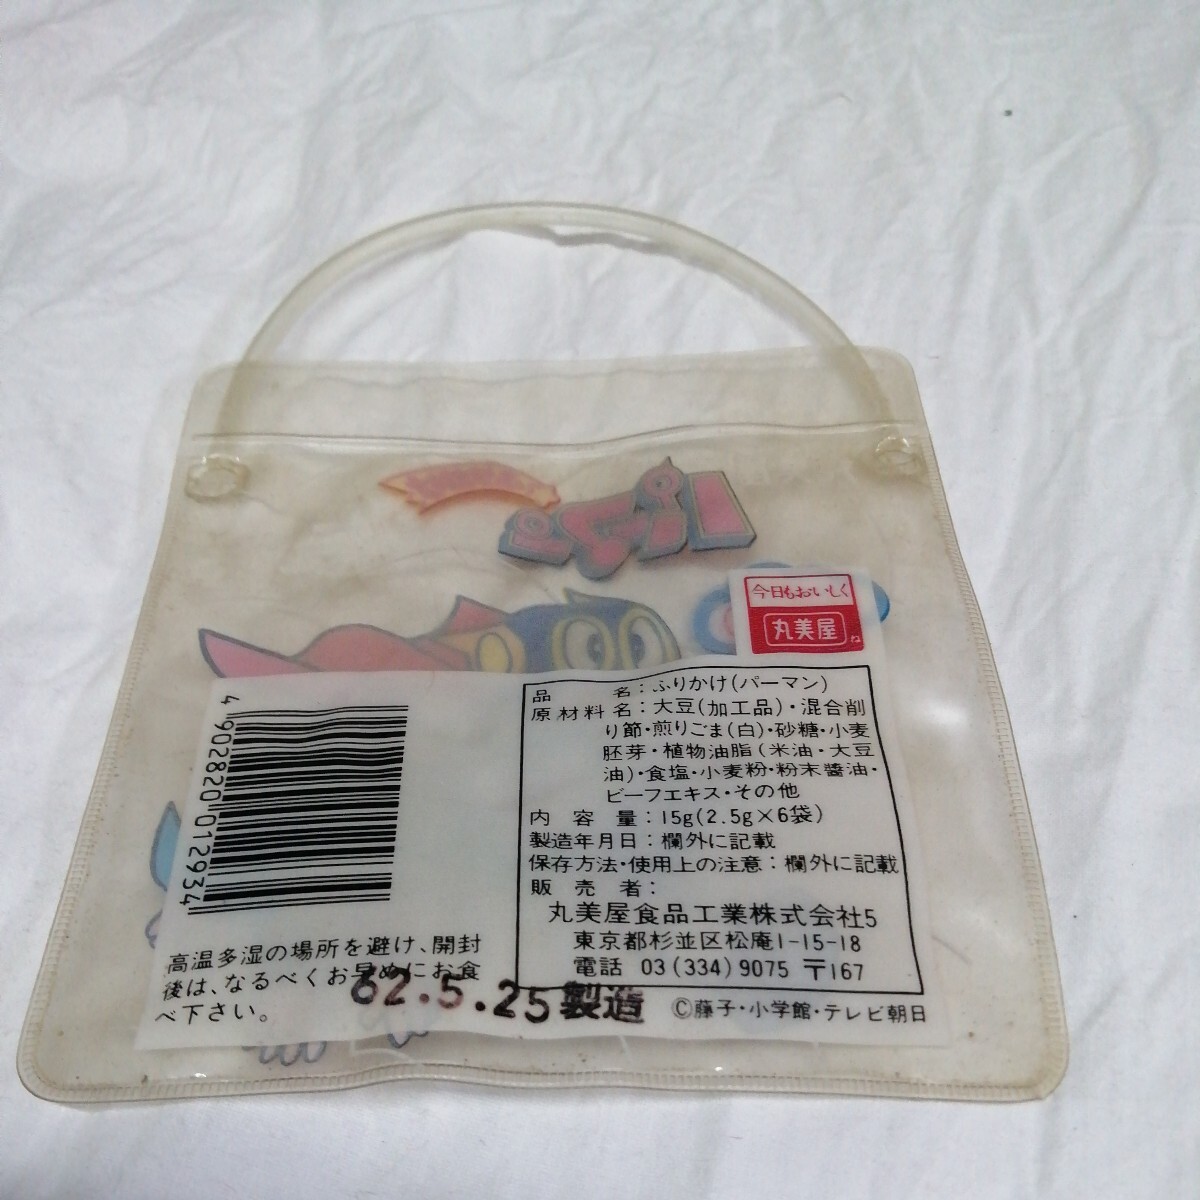 パーマン
今日もおいしく
丸美屋
品名:ふりかけ(パーマン)
原材料名:大豆(加工品)・混合削
り節・煎りごま(白)・砂糖・小麦
胚芽・植物油脂(米油・大豆
油)・食塩・小麦粉・粉末醬油・
ビーフエキス・その他
内容量:15g(2.5g×6袋)
製造年月日:欄外に記載
保存方法・使用上の注意:欄外に記載
販売者:
丸美屋食品工業株式会社5
東京都杉並区松庵1-15-18
電話 03(334)9075 〒167
4902820012934
高温多湿の場所を避け、開封
後は、なるべくお早めにお食
べ下さい。
62.5.25製造
©藤子・小学館・テレビ朝日